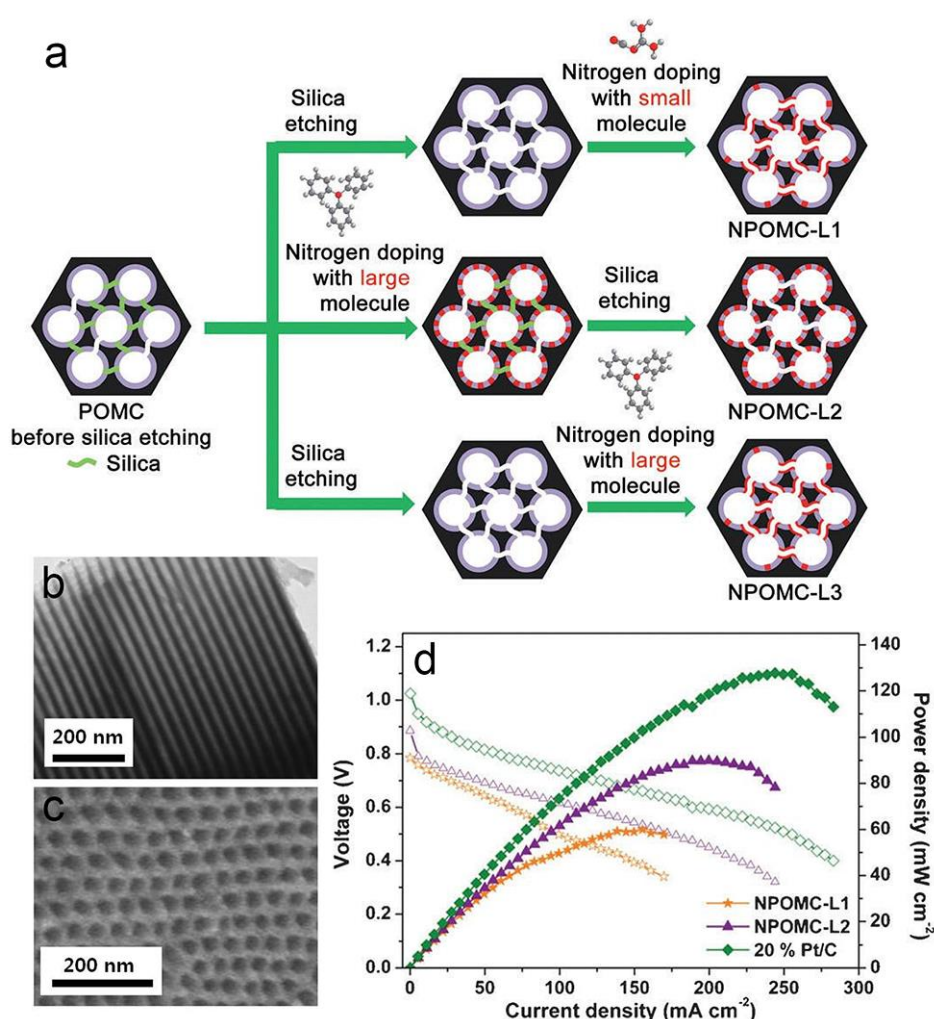 a
Silica
etching
Nitrogen doping
with small
molecule
NPOMC-L1
Nitrogen doping
with large
molecule
Silica
etching
NPOMC-L2
POMC
before silica etching
Silica
Silica
etching
Nitrogen doping
with large
molecule
NPOMC-L3
b
200 nm
c
200 nm
d
1.2
1.0
0.8
0.6
0.4
0.2
0.0
Voltage (V)
140
120
100
80
60
40
20
0
Power density (mW cm⁻²)
NPOMC-L1
NPOMC-L2
20 % Pt/C
0 50 100 150 200 250 300
Current density (mA cm⁻²)